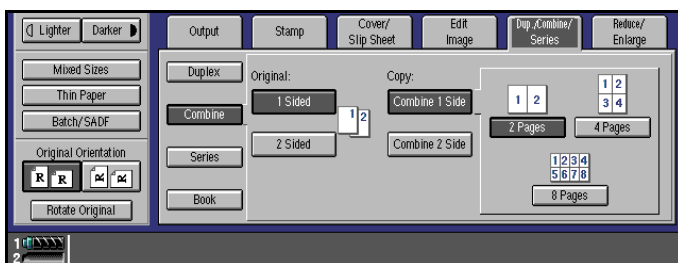 Lighter Darker
Mixed Sizes
Thin Paper
Batch/SADF
Original Orientation
R R R R
Rotate Original
Output
Stamp
Cover/
Slip Sheet
Edit
Image
Dup./Combine/
Series
Reduce/
Enlarge
Duplex
Combine
Series
Book
Original:
1 Sided
2 Sided
1 2
Copy:
Combine 1 Side
Combine 2 Side
1 2
2 Pages
1 2
3 4
4 Pages
1 2 3 4
5 6 7 8
8 Pages
1
2